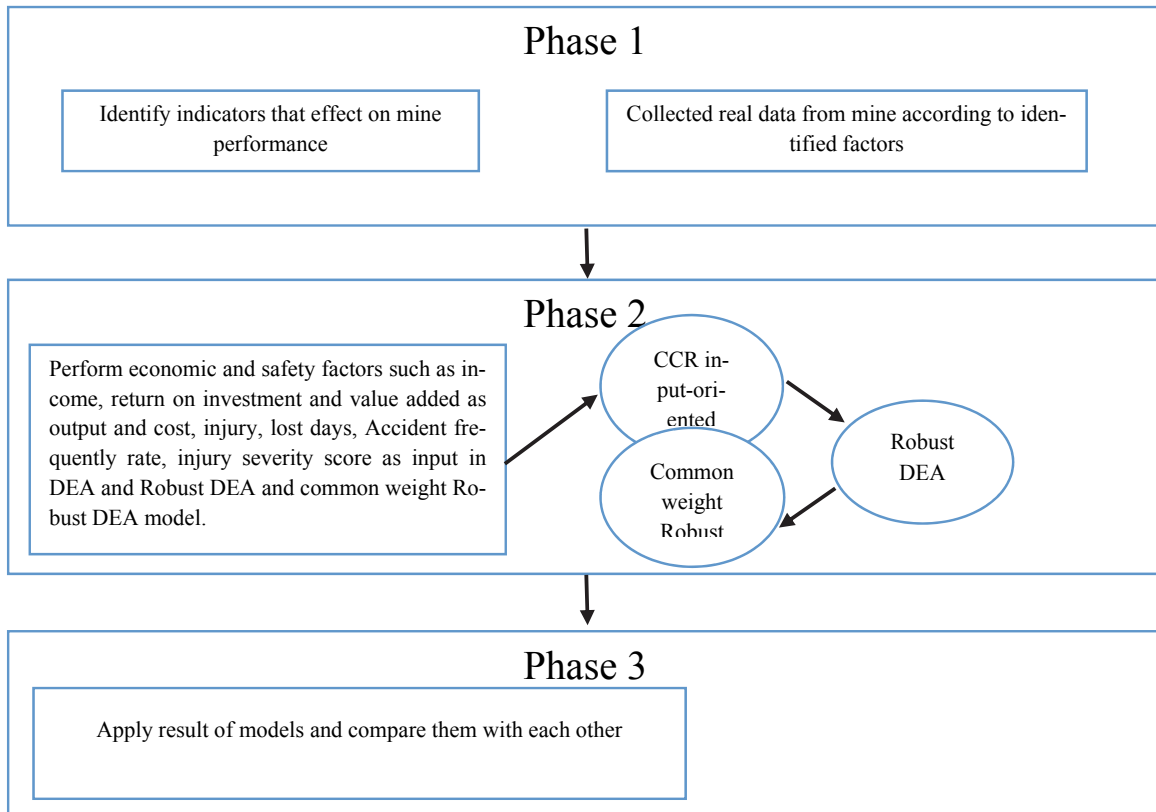 Phase 1
Identify indicators that effect on mine
performance
Collected real data from mine according to iden-
tified factors
Phase 2
Perform economic and safety factors such as in-
come, return on investment and value added as
output and cost, injury, lost days, Accident fre-
quently rate, injury severity score as input in
DEA and Robust DEA and common weight Ro-
bust DEA model.
CCR in-
put-ori-
ented
Common
weight
Robust
Robust
DEA
Phase 3
Apply result of models and compare them with each other